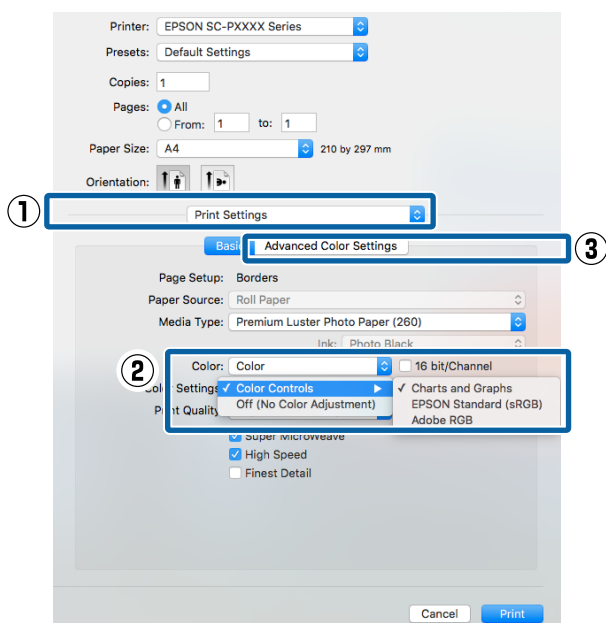 Printer: EPSON SC-PXXXX Series
Presets: Default Settings
Copies: 1
Pages: All
From: 1 to: 1
Paper Size: A4 210 by 297 mm
Orientation:
① Print Settings
Advanced Color Settings ③
Page Setup: Borders
Paper Source: Roll Paper
Media Type: Premium Luster Photo Paper (260)
Ink: Photo Black
② Color: Color 16 bit/Channel
✓ Color Controls ▶ ✓ Charts and Graphs
Off (No Color Adjustment) EPSON Standard (sRGB)
Print Quality Adobe RGB
Super MicroWeave
High Speed
Finest Detail
Cancel Print